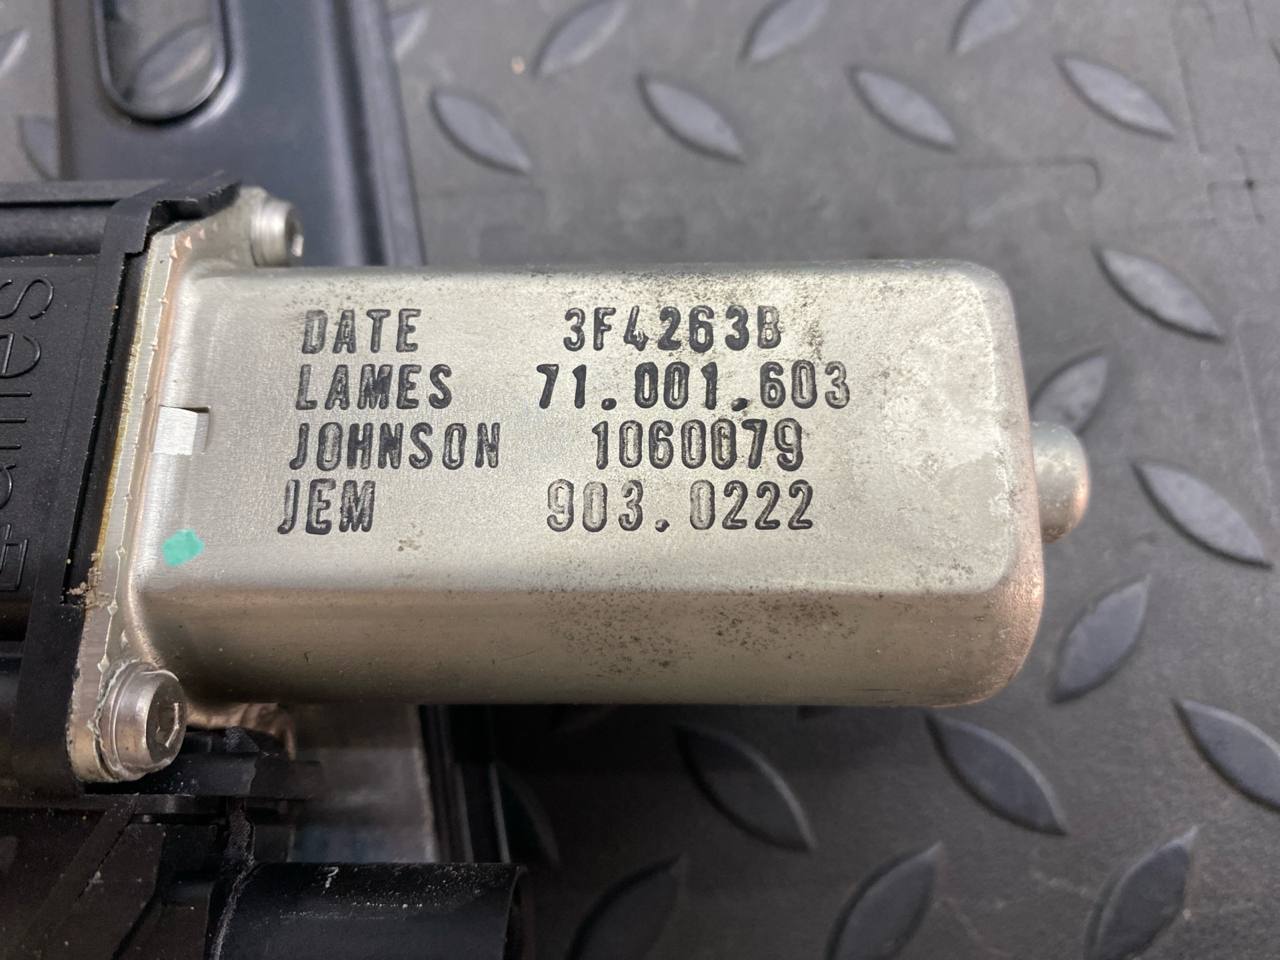 DATE 3F4263B
LAMES 71.001.603
JOHNSON 1060079
JEM 903.0222